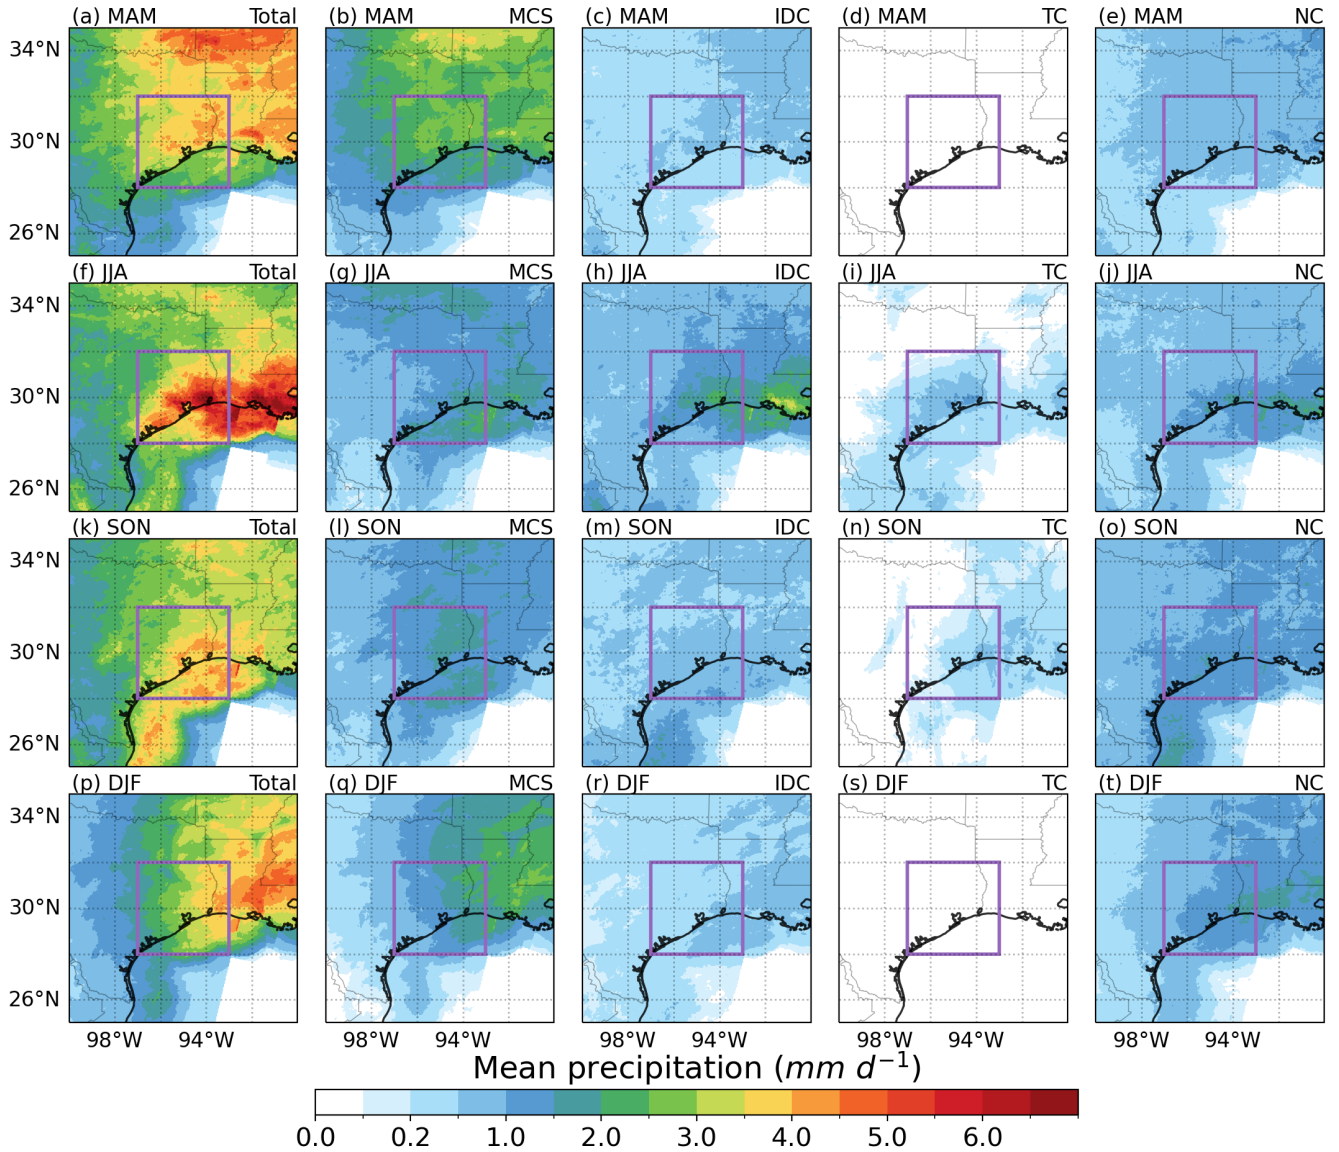 (a) MAM Total (b) MAM MCS (c) MAM IDC (d) MAM TC (e) MAM NC
34°N
30°N
26°N
(f) JJA Total (g) JJA MCS (h) JJA IDC (i) JJA TC (j) JJA NC
34°N
30°N
26°N
(k) SON Total (l) SON MCS (m) SON IDC (n) SON TC (o) SON NC
34°N
30°N
26°N
(p) DJF Total (q) DJF MCS (r) DJF IDC (s) DJF TC (t) DJF NC
34°N
30°N
26°N
98°W 94°W 98°W 94°W 98°W 94°W 98°W 94°W 98°W 94°W
Mean precipitation (mm d⁻¹)
0.0 0.2 1.0 2.0 3.0 4.0 5.0 6.0